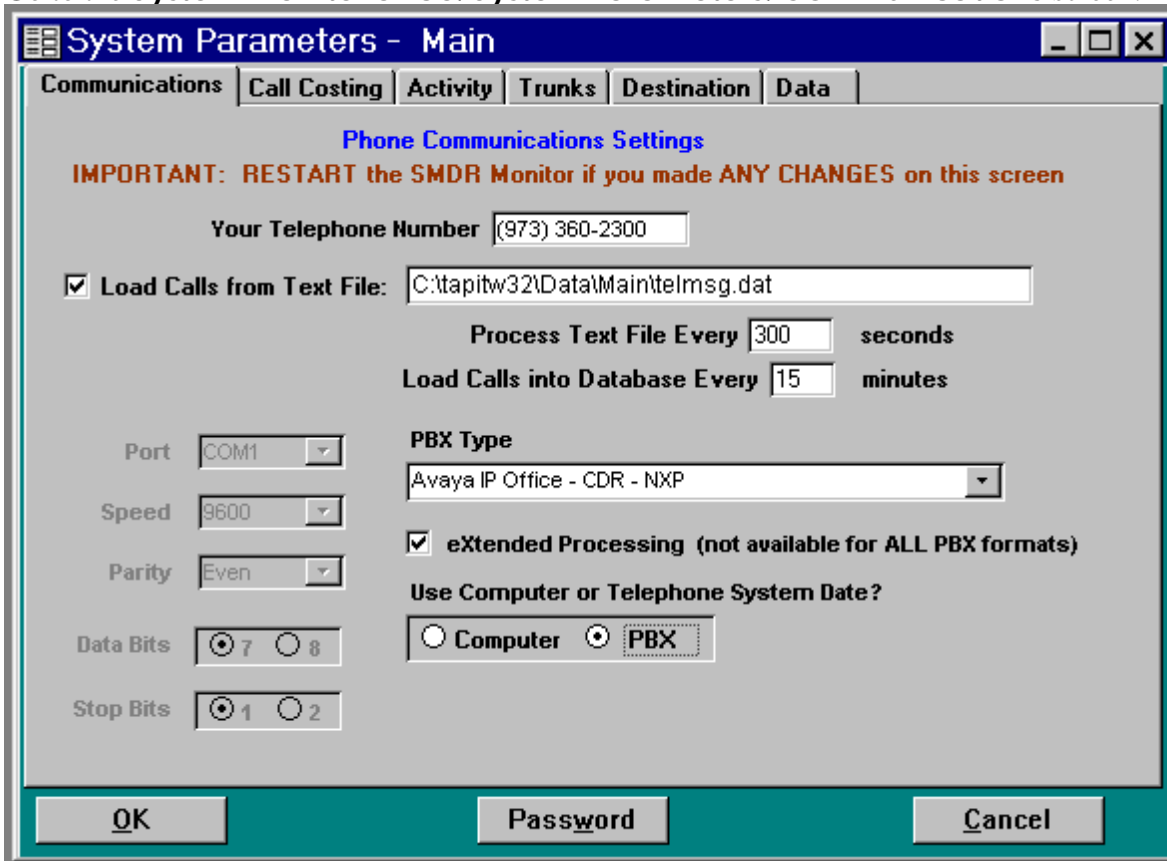 System Parameters - Main
Communications Call Costing Activity Trunks Destination Data
Phone Communications Settings
IMPORTANT: RESTART the SMDR Monitor if you made ANY CHANGES on this screen
Your Telephone Number (973) 360-2300
Load Calls from Text File: C:\tapitw32\Data\Main\telmsg.dat
Process Text File Every 300 seconds
Load Calls into Database Every 15 minutes
Port COM1
Speed 9600
Parity Even
Data Bits 7 8
Stop Bits 1 2
PBX Type
Avaya IP Office - CDR - NXP
eXtended Processing (not available for ALL PBX formats)
Use Computer or Telephone System Date?
Computer PBX
OK Password Cancel